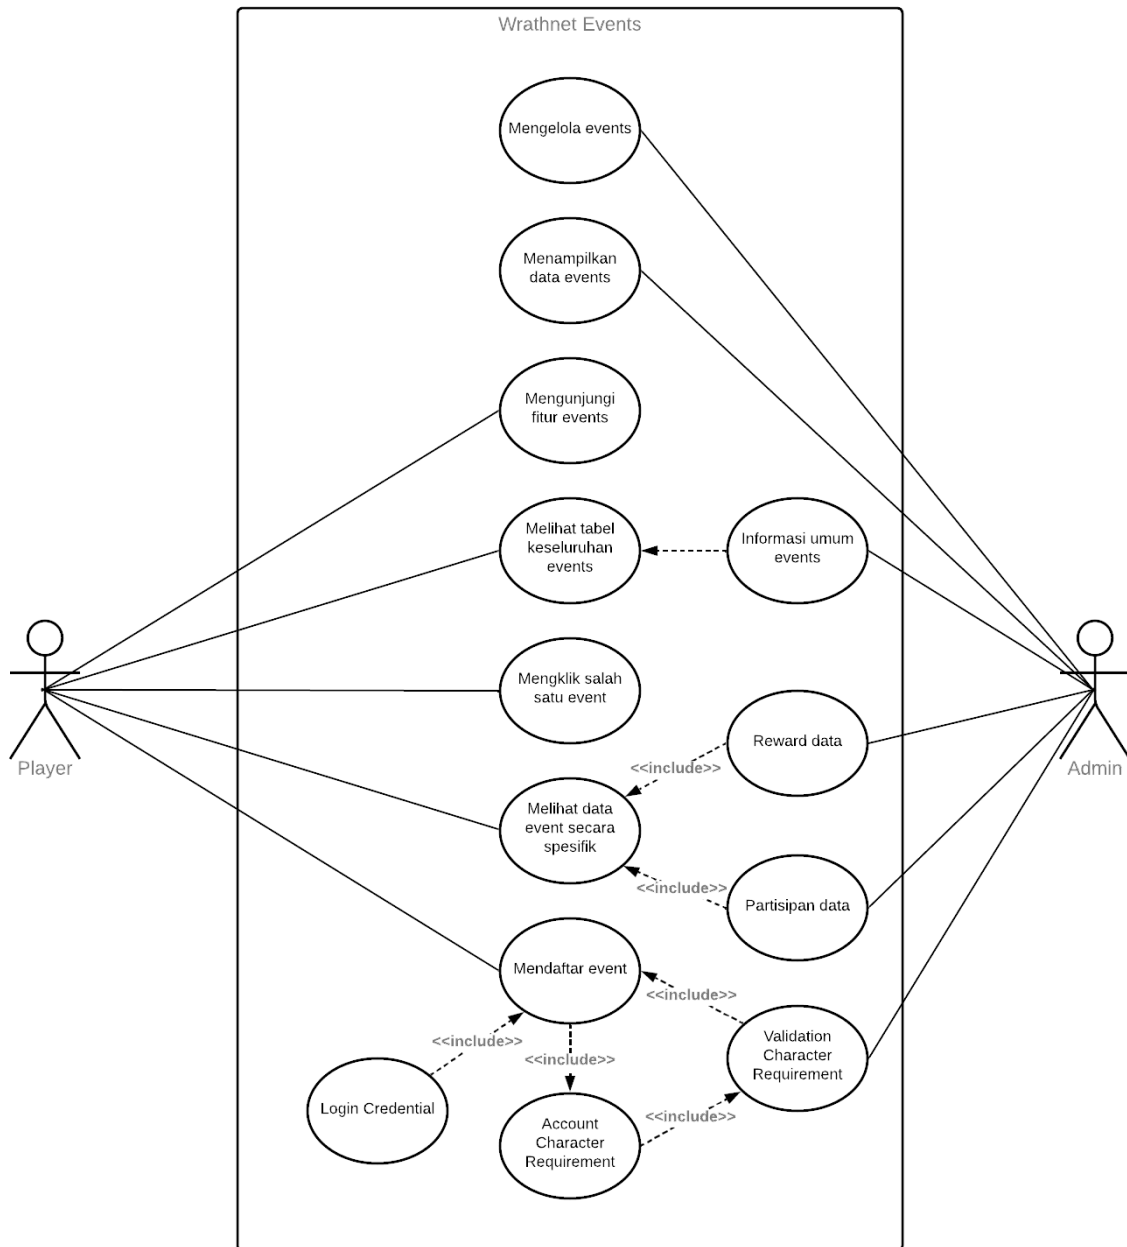 Wrathnet Events
Mengelola events
Menampilkan
data events
Mengunjungi
fitur events
Melihat tabel
keseluruhan
events
Informasi umum
events
Mengklik salah
satu event
Reward data
<<include>>
Player
Admin
Melihat data
event secara
spesifik
<<include>>
Partisipan data
Mendaftar event
<<include>>
Validation
Character
Requirement
<<include>>
<<include>>
Login Credential
<<include>>
Account
Character
Requirement